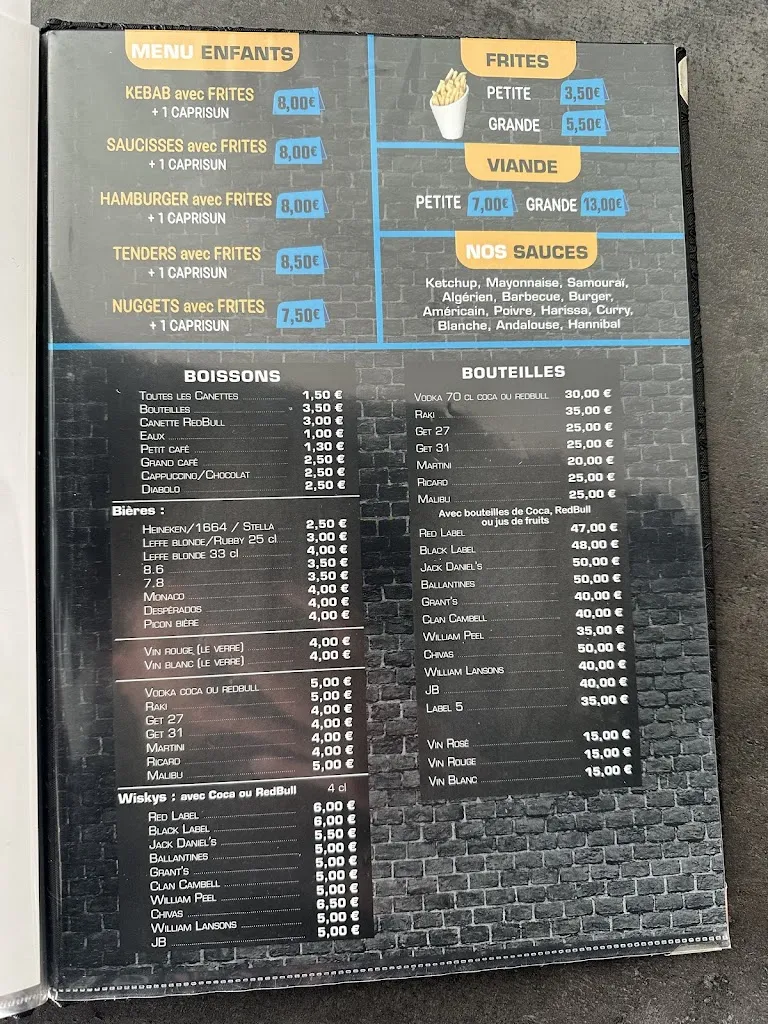 MENU ENFANTS
KEBAB avec FRITES 8,00€
+ 1 CAPRISUN
SAUCISSES avec FRITES 8,00€
+ 1 CAPRISUN
HAMBURGER avec FRITES 8,00€
+ 1 CAPRISUN
TENDERS avec FRITES 8,50€
+ 1 CAPRISUN
NUGGETS avec FRITES 7,50€
+ 1 CAPRISUN
FRITES
PETITE 3,50€
GRANDE 5,50€
VIANDE
PETITE 7,00€ GRANDE 13,00€
NOS SAUCES
Ketchup, Mayonnaise, Samouraï,
Algérien, Barbecue, Burger,
Américain, Poivre, Harissa, Curry,
Blanche, Andalouse, Hannibal
BOISSONS
TOUTES LES CANETTES 1,50 €
BOUTEILLES 3,50 €
CANETTE REDBULL 3,00 €
EAUX 1,00 €
PETIT CAFÉ 1,30 €
GRAND CAFÉ 2,50 €
CAPPUCCINO/CHOCOLAT 2,50 €
DIABOLO 2,50 €
Bières :
HEINEKEN/1664 / STELLA 2,50 €
LEFFE BLONDE/RUBBY 25 cl 3,00 €
LEFFE BLONDE 33 cl 4,00 €
8.6 3,50 €
7.8 3,50 €
MONACO 4,00 €
DESPÉRADOS 4,00 €
PICON BIÈRE 4,00 €
VIN ROUGE (LE VERRE) 4,00 €
VIN BLANC (LE VERRE) 4,00 €
VODKA COCA OU REDBULL 5,00 €
RAKI 5,00 €
GET 27 4,00 €
GET 31 4,00 €
MARTINI 4,00 €
RICARD 4,00 €
MALIBU 5,00 €
Wiskys : avec Coca ou RedBull 4 cl
RED LABEL 6,00 €
BLACK LABEL 6,00 €
JACK DANIEL'S 5,50 €
BALLANTINES 5,00 €
GRANT'S 5,00 €
CLAN CAMBELL 5,00 €
WILLIAM PEEL 5,00 €
CHIVAS 6,50 €
WILLIAM LANSONS 5,00 €
JB 5,00 €
BOUTEILLES
VODKA 70 CL COCA OU REDBULL 30,00 €
RAKI 35,00 €
GET 27 25,00 €
GET 31 25,00 €
MARTINI 20,00 €
RICARD 25,00 €
MALIBU 25,00 €
Avec bouteilles de Coca, RedBull
ou jus de fruits
RED LABEL 47,00 €
BLACK LABEL 48,00 €
JACK DANIEL'S 50,00 €
BALLANTINES 50,00 €
GRANT'S 40,00 €
CLAN CAMBELL 40,00 €
WILLIAM PEEL 35,00 €
CHIVAS 50,00 €
WILLIAM LANSONS 40,00 €
JB 40,00 €
LABEL 5 35,00 €
VIN ROSÉ 15,00 €
VIN ROUGE 15,00 €
VIN BLANC 15,00 €